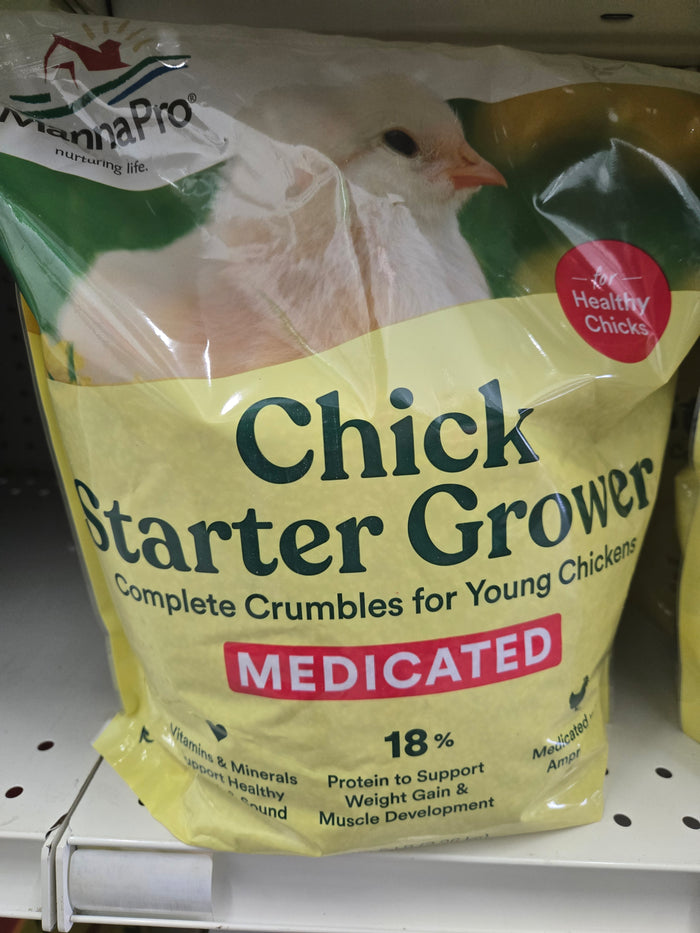 MannaPro®
nurturing life.
for
Healthy
Chicks
Chick
Starter Grower
Complete Crumbles for Young Chickens
MEDICATED
Vitamins & Minerals
Healthy
& Sound
18%
Protein to Support
Weight Gain &
Muscle Development
Medicated